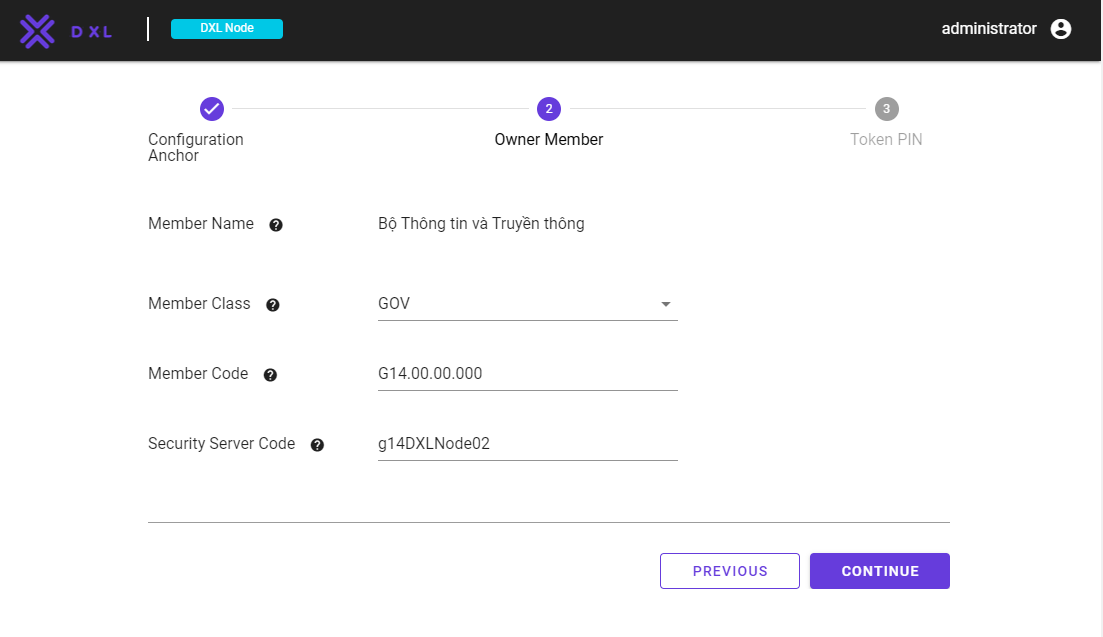 DXL
DXL Node
administrator
2
3
Configuration
Anchor
Owner Member
Token PIN
Member Name
Bộ Thông tin và Truyền thông
Member Class
GOV
Member Code
G14.00.00.000
Security Server Code
g14DXLNode02
PREVIOUS
CONTINUE